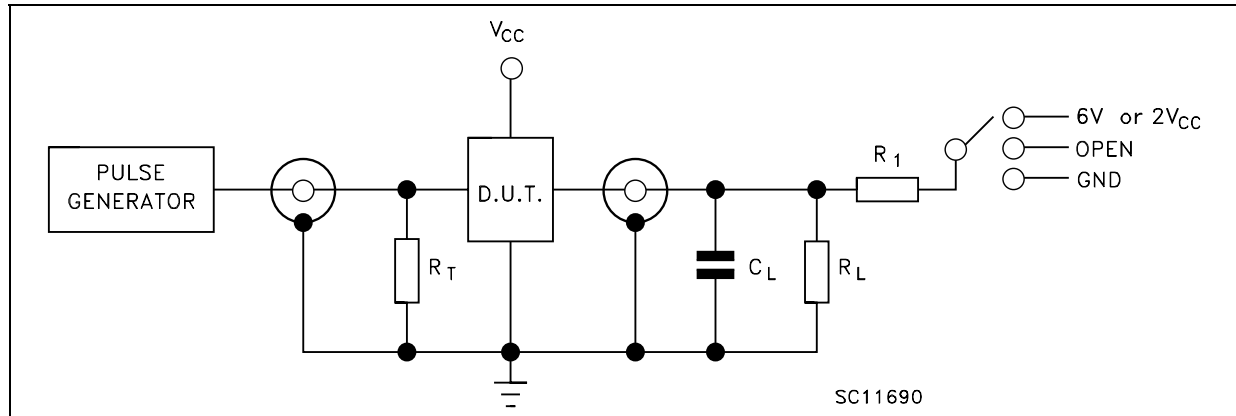 VCC
6V or 2VCC
OPEN
GND
PULSE
GENERATOR
D.U.T.
R1
RT
CL
RL
SC11690